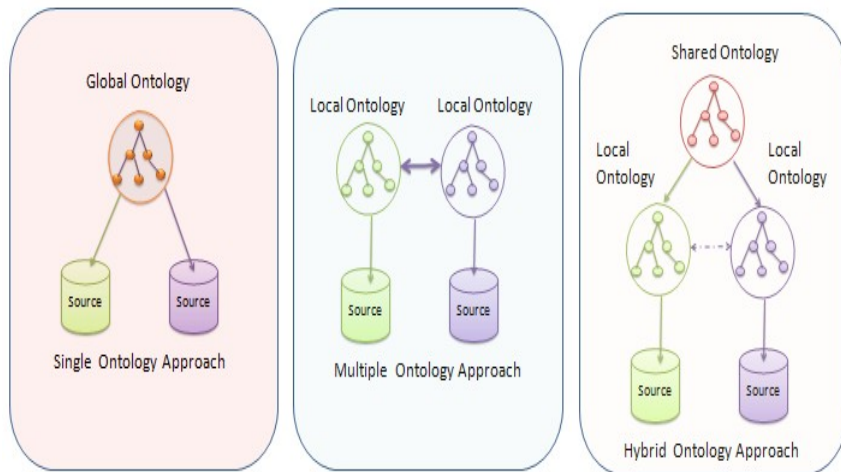 Global Ontology
Source
Source
Single Ontology Approach
Local Ontology
Local Ontology
Source
Source
Multiple Ontology Approach
Shared Ontology
Local
Ontology
Local
Ontology
Source
Source
Hybrid Ontology Approach